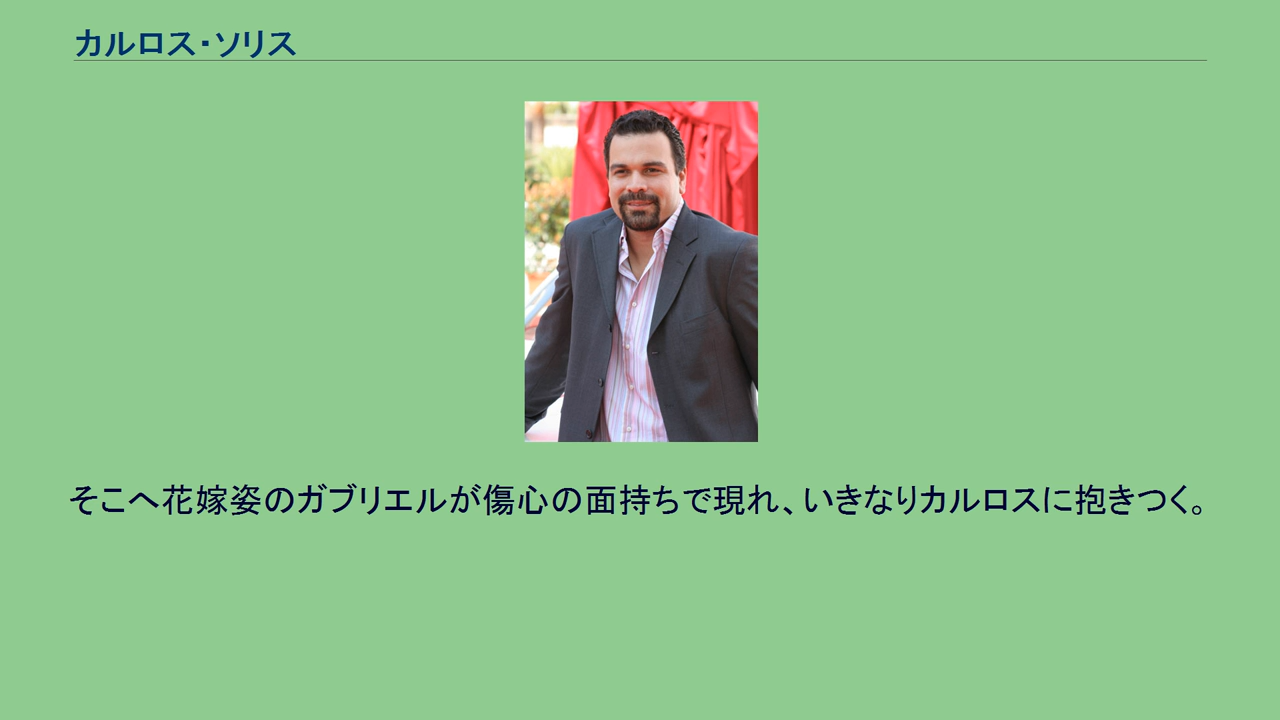 カルロス・ソリス
そこへ花嫁姿のガブリエルが傷心の面持ちで現れ、いきなりカルロスに抱きつく。